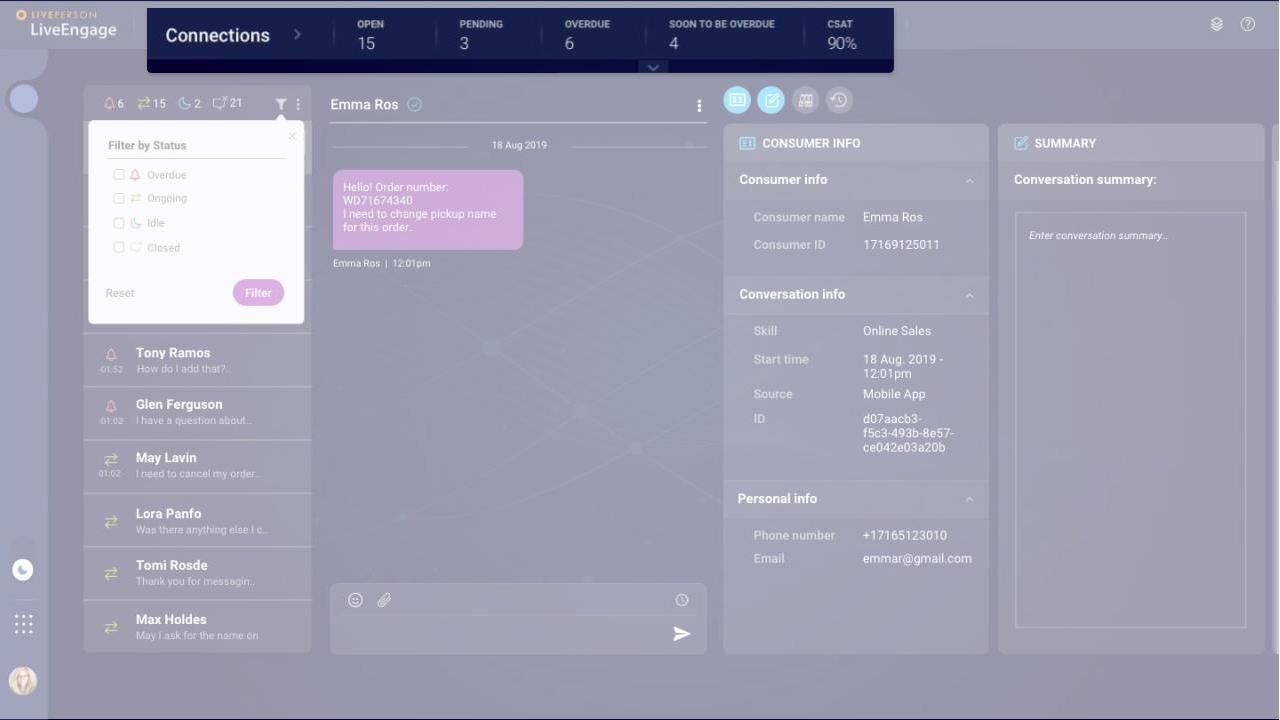 LIVEPERSON
LiveEngage
Connections
OPEN
15
PENDING
3
OVERDUE
6
SOON TO BE OVERDUE
4
CSAT
90%
6 15 2 21
Filter by Status
Overdue
Ongoing
Idle
Closed
Reset Filter
Tony Ramos
-01:52 How do I add that?..
Glen Ferguson
-01:02 I have a question about..
May Lavin
01:02 I need to cancel my order..
Lora Panfo
Was there anything else I c..
Tomi Rosde
Thank you for messagin..
Max Holdes
May I ask for the name on
Emma Ros
18 Aug 2019
Hello! Order number:
WD71674340
I need to change pickup name
for this order.
Emma Ros | 12:01pm
CONSUMER INFO
Consumer info
Consumer name Emma Ros
Consumer ID 17169125011
Conversation info
Skill Online Sales
Start time 18 Aug. 2019 -
12:01pm
Source Mobile App
ID d07aacb3-
f5c3-493b-8e57-
ce042e03a20b
Personal info
Phone number +17165123010
Email emmar@gmail.com
SUMMARY
Conversation summary:
Enter conversation summary...